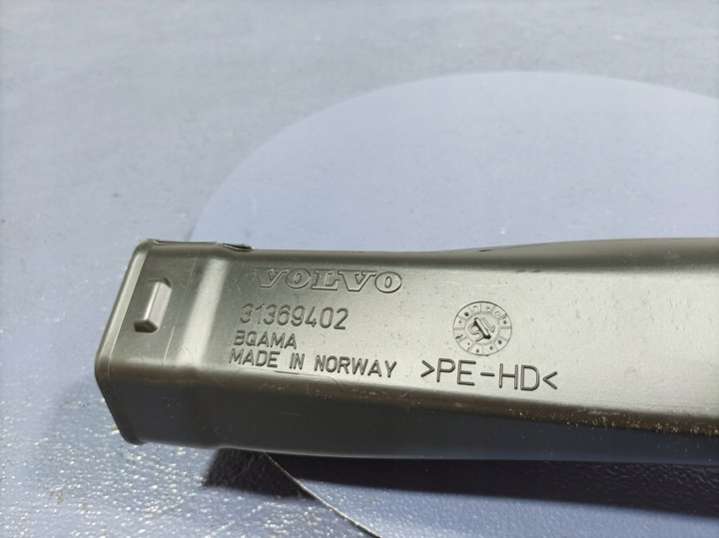 VOLVO
31369402
BGAMA
MADE IN NORWAY
>PE-HD<